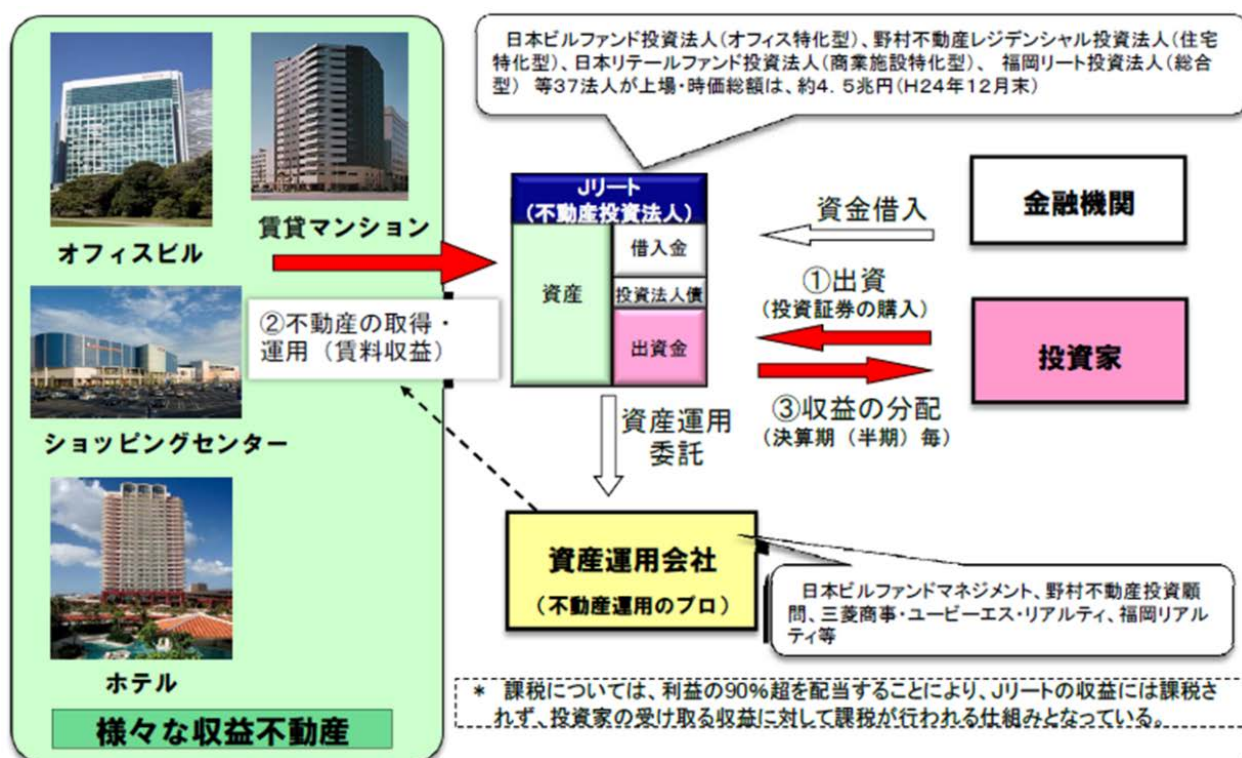 日本ビルファンド投資法人(オフィス特化型)、野村不動産レジデンシャル投資法人(住宅
特化型)、日本リテールファンド投資法人(商業施設特化型)、 福岡リート投資法人(総合
型) 等37法人が上場・時価総額は、約4．5兆円(H24年12月末)
オフィスビル
賃貸マンション
②不動産の取得・
運用（賃料収益）
ショッピングセンター
ホテル
様々な収益不動産
Jリート
(不動産投資法人)
資産
借入金
投資法人債
出資金
資金借入
金融機関
①出資
(投資証券の購入)
投資家
③収益の分配
(決算期（半期）毎)
資産運用
委託
資産運用会社
(不動産運用のプロ)
日本ビルファンドマネジメント、野村不動産投資顧
問、三菱商事・ユービーエス・リアルティ、福岡リアル
ティ等
* 課税については、利益の90%超を配当することにより、Jリートの収益には課税さ
れず、投資家の受け取る収益に対して課税が行われる仕組みとなっている。